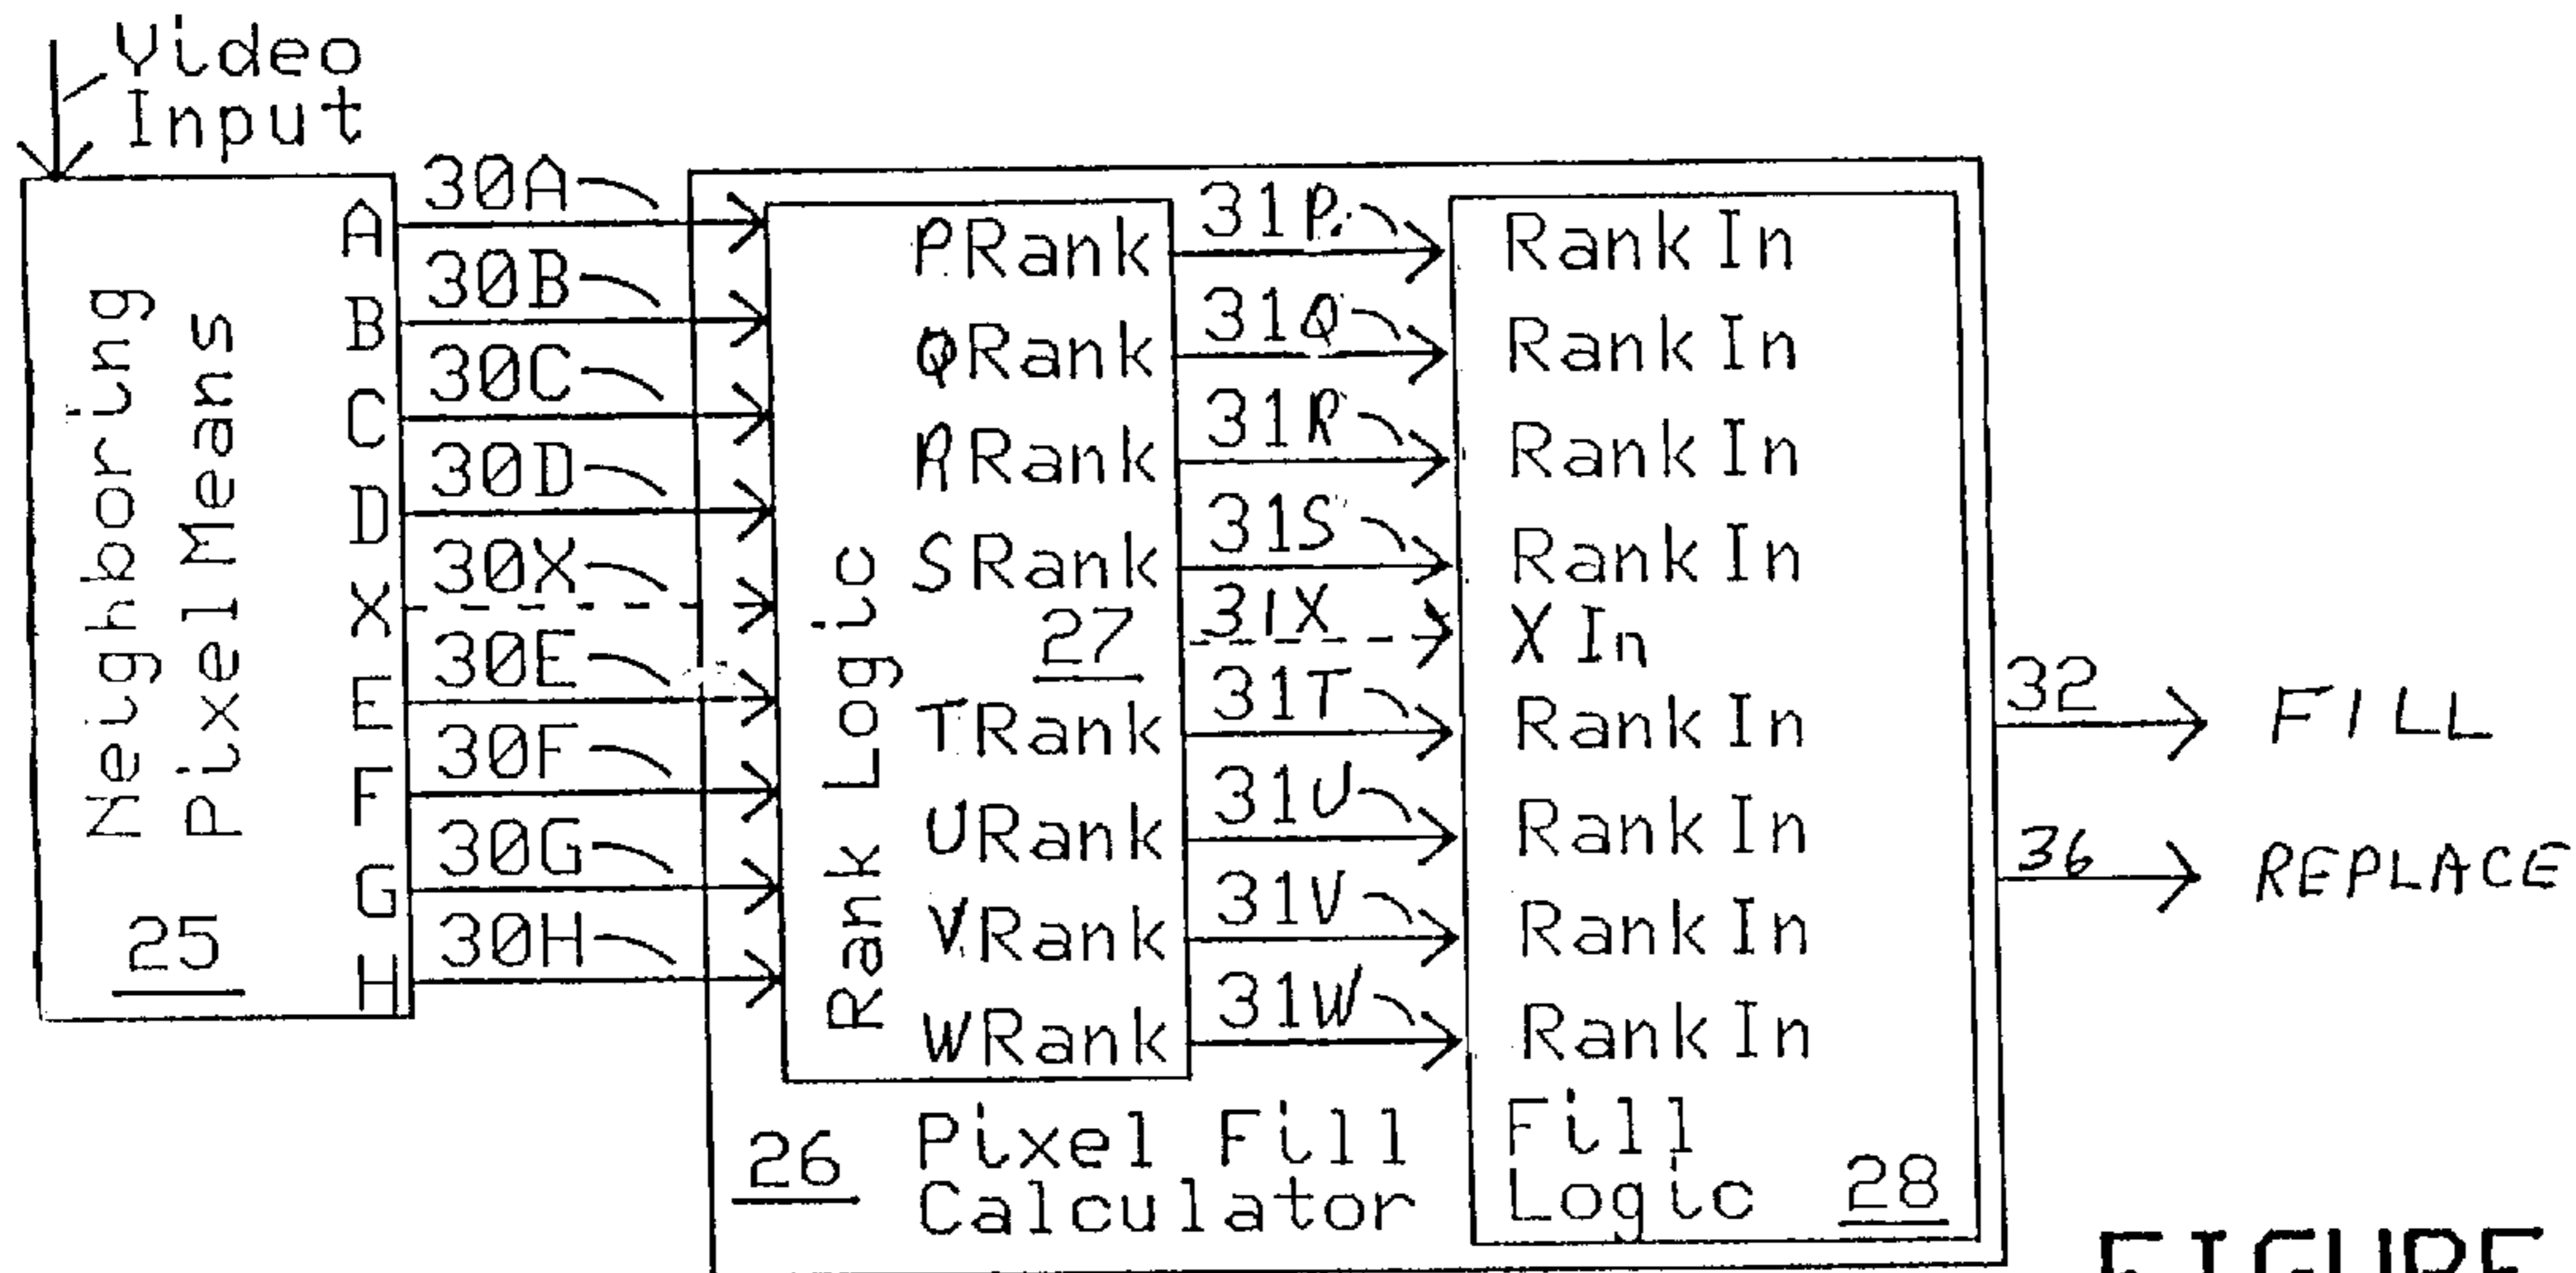 Video
Input
Neighboring
Pixel Means
25
A
B
C
D
X
E
F
G
H
30A
30B
30C
30D
30X
30E
30F
30G
30H
Rank Logic
27
PRank
QRank
RRank
SRank
TRank
URank
VRank
WRank
31P
31Q
31R
31S
31X
31T
31U
31V
31W
Rank In
Rank In
Rank In
Rank In
X In
Rank In
Rank In
Rank In
Rank In
Fill
Logic 28
26 Pixel Fill
Calculator
32
FILL
36
REPLACE
FIGURE